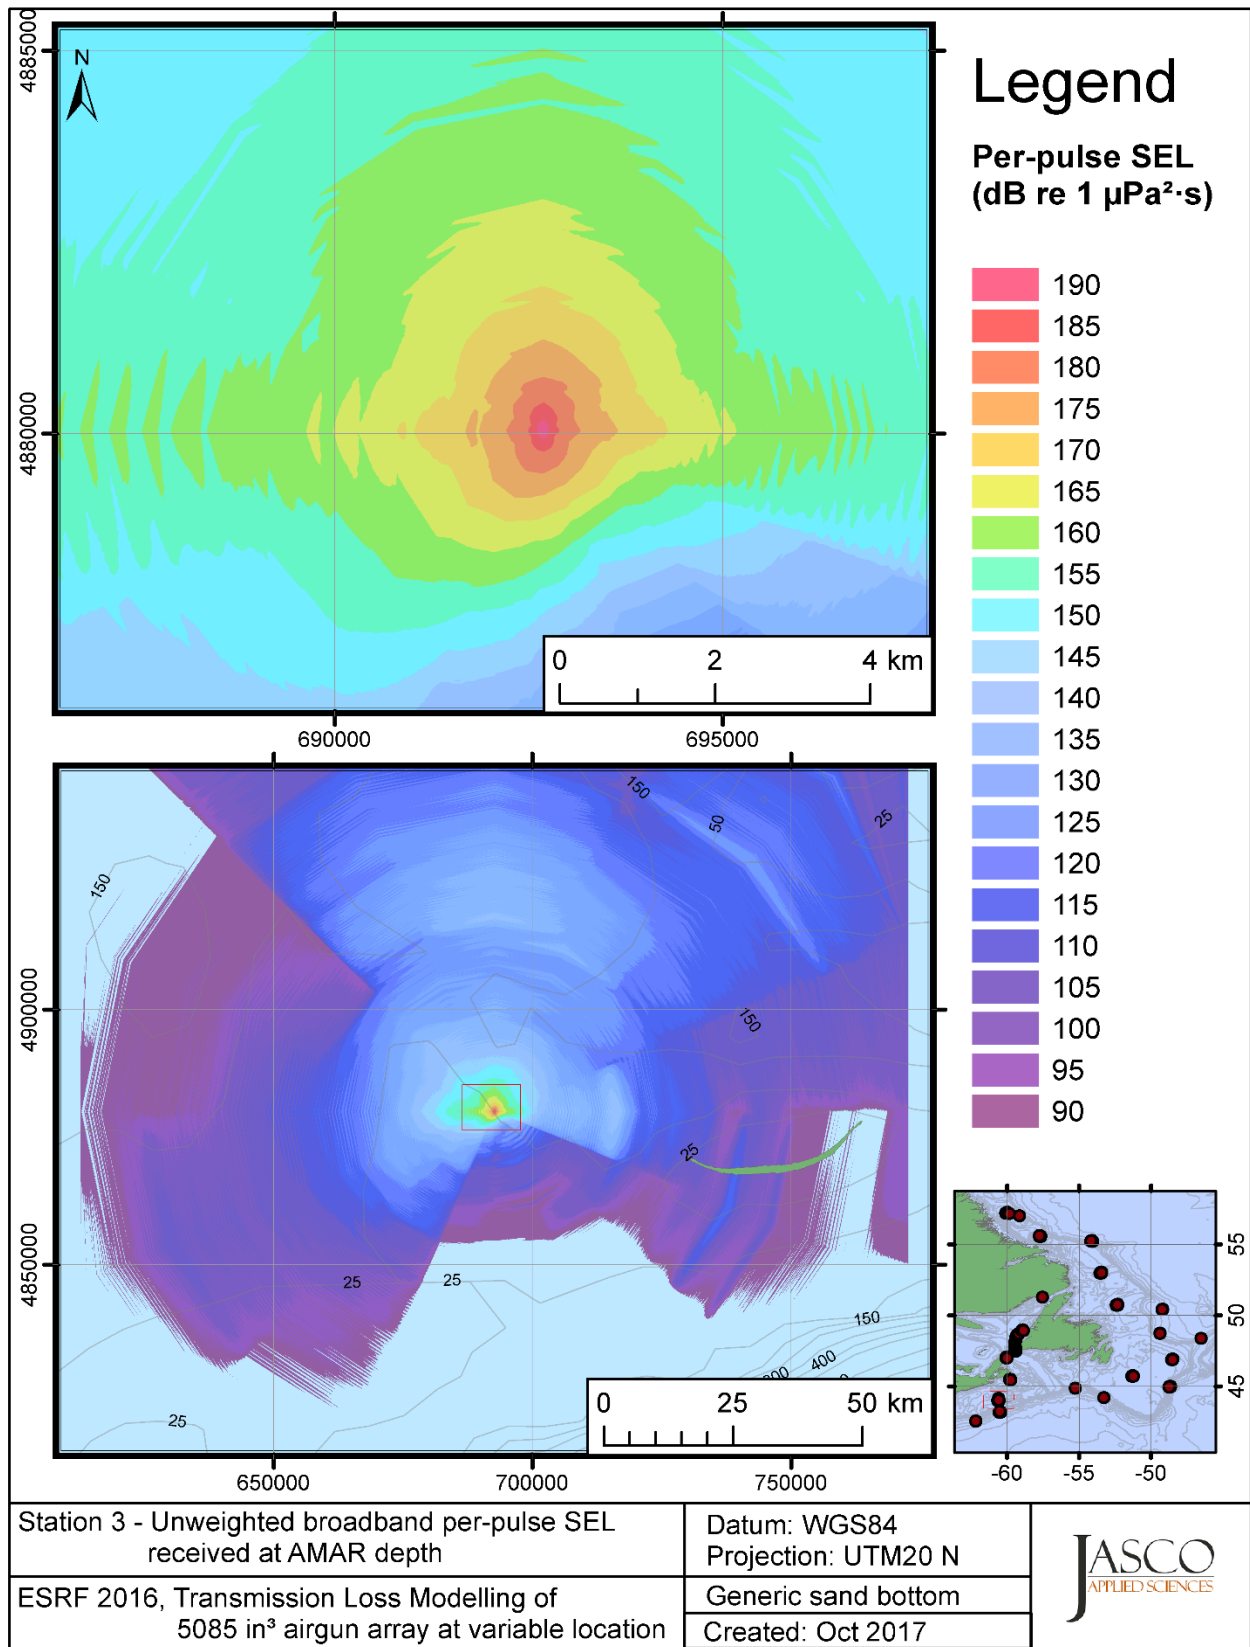 N
4885000
4880000
0 2 4 km
690000 695000
Legend
Per-pulse SEL
(dB re 1 µPa²·s)
190
185
180
175
170
165
160
155
150
145
140
135
130
125
120
115
110
105
100
95
90
150
50
25
150
150
25
25
25
150
400
25
4900000
4850000
0 25 50 km
650000 700000 750000
55
50
45
-60 -55 -50
Station 3 - Unweighted broadband per-pulse SEL
received at AMAR depth
ESRF 2016, Transmission Loss Modelling of
5085 in³ airgun array at variable location
Datum: WGS84
Projection: UTM20 N
Generic sand bottom
Created: Oct 2017
JASCO
APPLIED SCIENCES